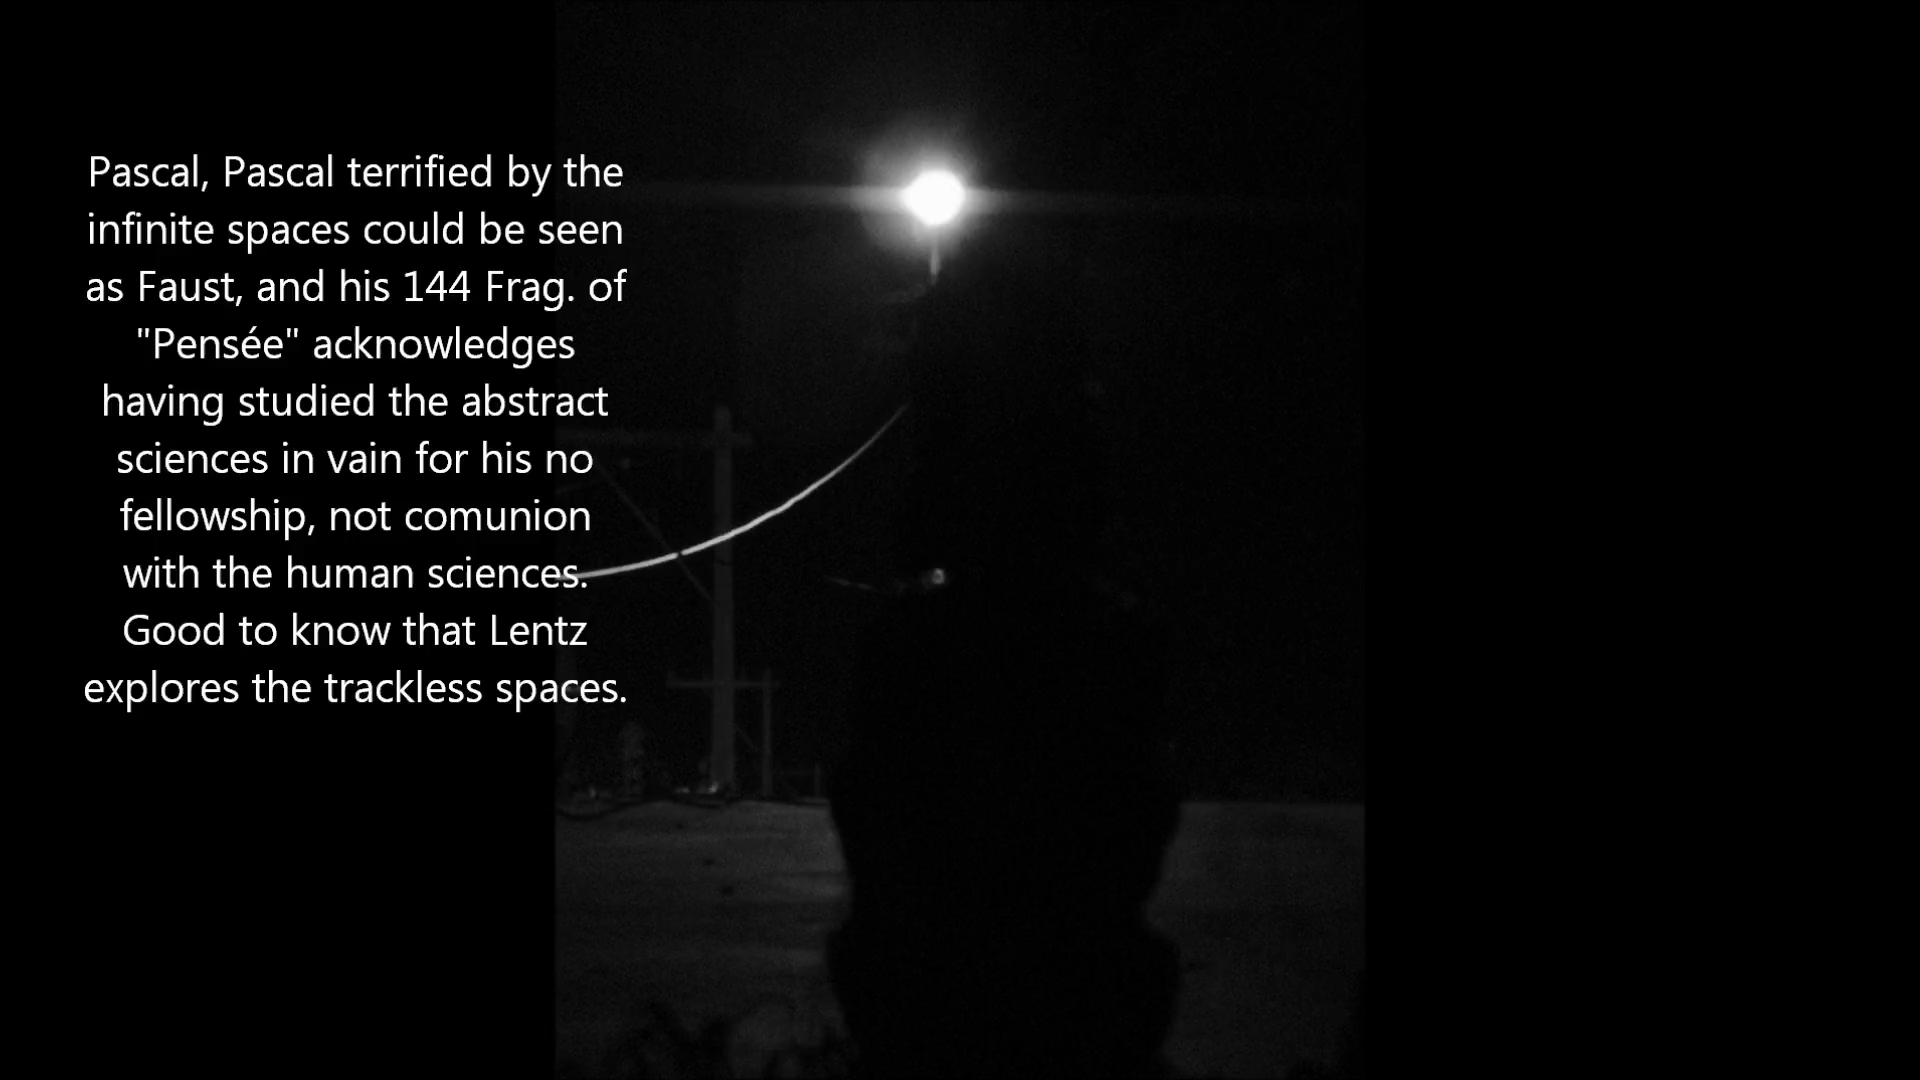 Pascal, Pascal terrified by the
infinite spaces could be seen
as Faust, and his 144 Frag. of
"Pensée" acknowledges
having studied the abstract
sciences in vain for his no
fellowship, not comunion
with the human sciences.
Good to know that Lentz
explores the trackless spaces.